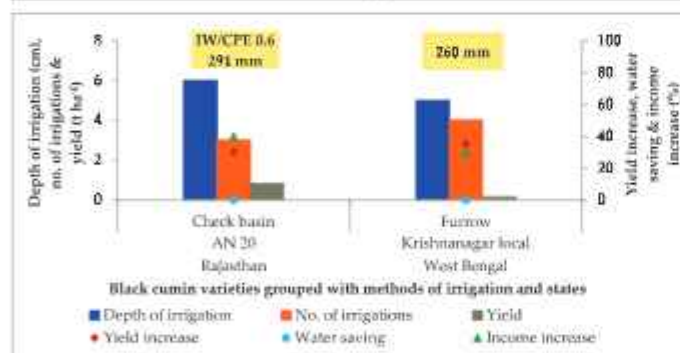 8
6
4
2
0
Depth of irrigation (cm),
no. of irrigations &
yield (t ha⁻¹)
IW/CPE 0.6
291 mm
260 mm
100
80
60
40
20
0
Yield increase, water
saving & income
increase (%)
Check basin
AN 20
Rajasthan
Furrow
Krishnanagar local
West Bengal
Black cumin varieties grouped with methods of irrigation and states
Depth of irrigation
No. of irrigations
Yield
Yield increase
Water saving
Income increase